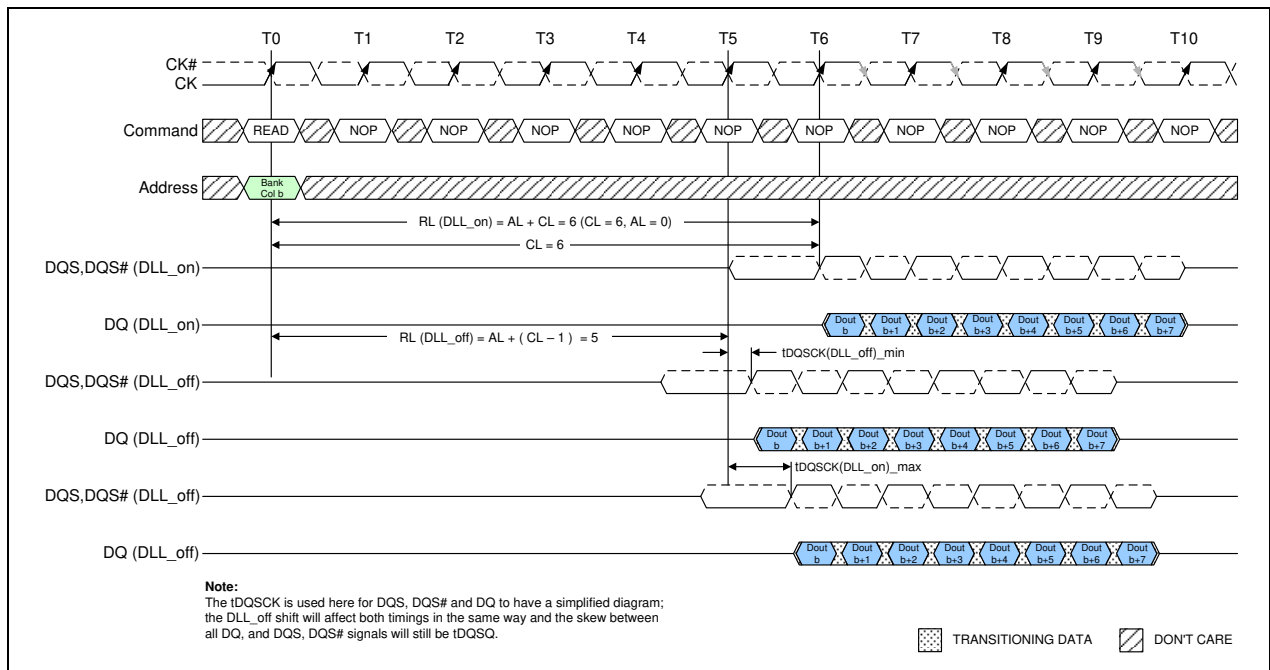 T0 T1 T2 T3 T4 T5 T6 T7 T8 T9 T10
CK#
CK
Command READ NOP NOP NOP NOP NOP NOP NOP NOP NOP NOP
Address Bank
Col b
RL (DLL_on) = AL + CL = 6 (CL = 6, AL = 0)
CL = 6
DQS,DQS# (DLL_on)
DQ (DLL_on) Dout b Dout b+1 Dout b+2 Dout b+3 Dout b+4 Dout b+5 Dout b+6 Dout b+7
RL (DLL_off) = AL + ( CL – 1 ) = 5
tDQSCK(DLL_off)_min
DQS,DQS# (DLL_off)
DQ (DLL_off) Dout b Dout b+1 Dout b+2 Dout b+3 Dout b+4 Dout b+5 Dout b+6 Dout b+7
tDQSCK(DLL_on)_max
DQS,DQS# (DLL_off)
DQ (DLL_off) Dout b Dout b+1 Dout b+2 Dout b+3 Dout b+4 Dout b+5 Dout b+6 Dout b+7
Note:
The tDQSCK is used here for DQS, DQS# and DQ to have a simplified diagram;
the DLL_off shift will affect both timings in the same way and the skew between
all DQ, and DQS, DQS# signals will still be tDQSQ.
TRANSITIONING DATA DON'T CARE